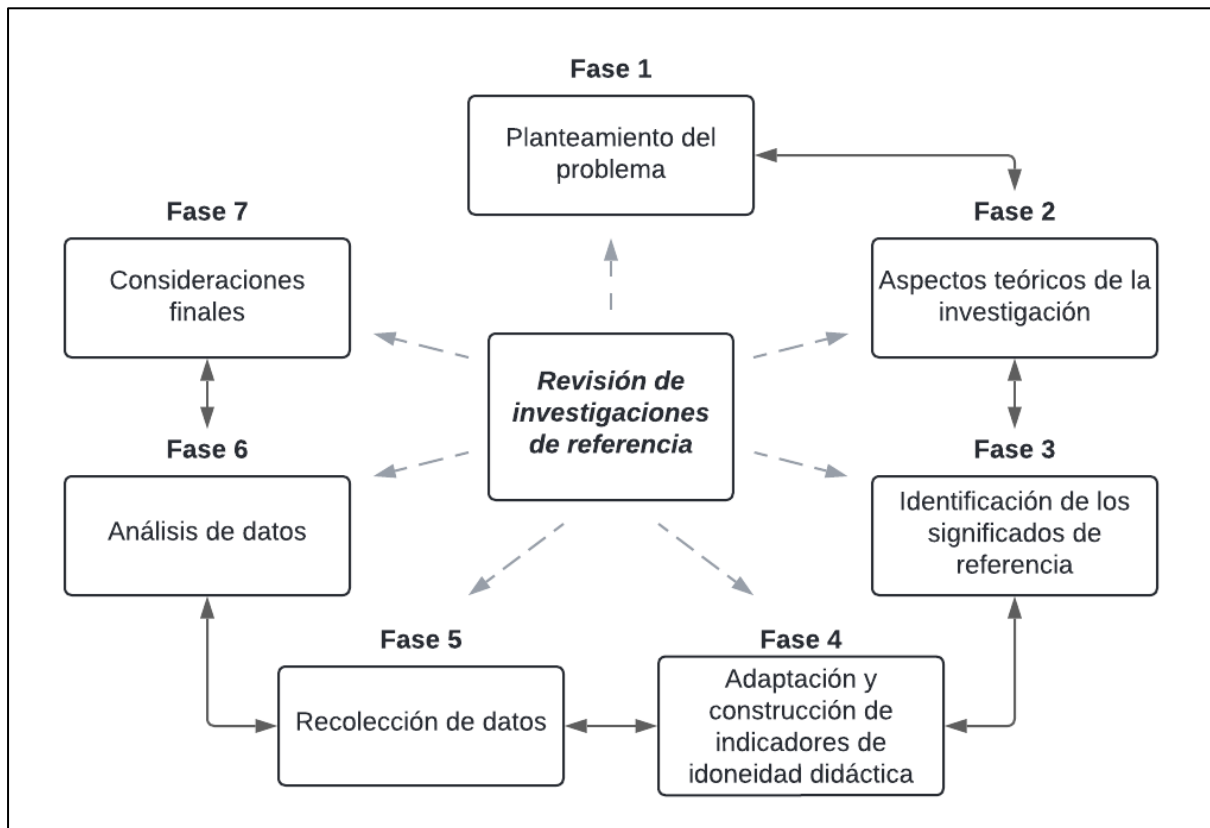 Fase 1
Planteamiento del
problema
Fase 2
Aspectos teóricos de la
investigación
Fase 3
Identificación de los
significados de
referencia
Fase 4
Adaptación y
construcción de
indicadores de
idoneidad didáctica
Fase 5
Recolección de datos
Fase 6
Análisis de datos
Fase 7
Consideraciones
finales
Revisión de
investigaciones
de referencia